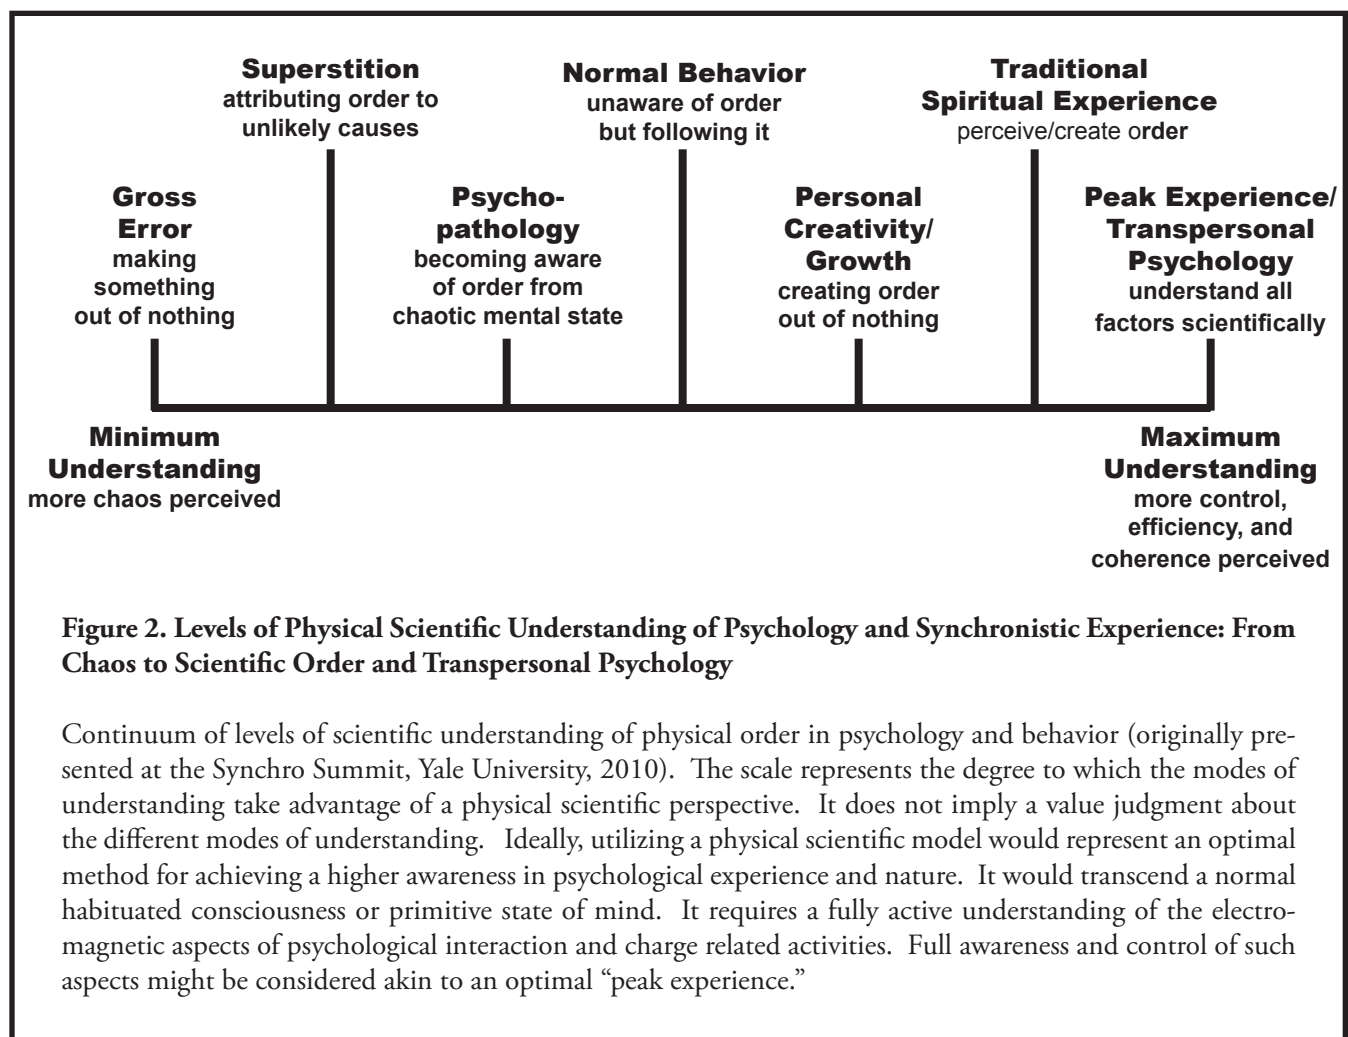 Superstition
attributing order to
unlikely causes
Normal Behavior
unaware of order
but following it
Traditional
Spiritual Experience
perceive/create order
Gross
Error
making
something
out of nothing
Psycho-
pathology
becoming aware
of order from
chaotic mental state
Personal
Creativity/
Growth
creating order
out of nothing
Peak Experience/
Transpersonal
Psychology
understand all
factors scientifically
Minimum
Understanding
more chaos perceived
Maximum
Understanding
more control,
efficiency, and
coherence perceived
Figure 2. Levels of Physical Scientific Understanding of Psychology and Synchronistic Experience: From
Chaos to Scientific Order and Transpersonal Psychology
Continuum of levels of scientific understanding of physical order in psychology and behavior (originally pre-
sented at the Synchro Summit, Yale University, 2010). The scale represents the degree to which the modes of
understanding take advantage of a physical scientific perspective. It does not imply a value judgment about
the different modes of understanding. Ideally, utilizing a physical scientific model would represent an optimal
method for achieving a higher awareness in psychological experience and nature. It would transcend a normal
habituated consciousness or primitive state of mind. It requires a fully active understanding of the electro-
magnetic aspects of psychological interaction and charge related activities. Full awareness and control of such
aspects might be considered akin to an optimal “peak experience.”